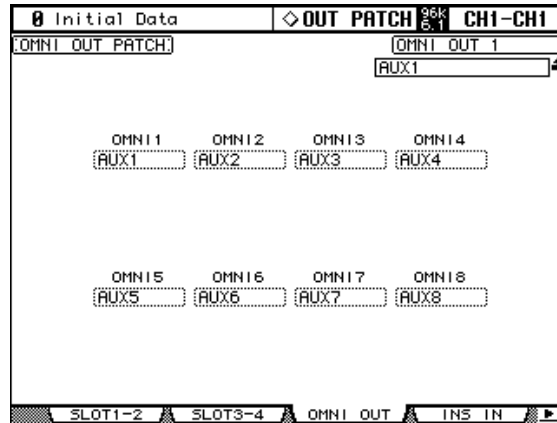 0 Initial Data ◇OUT PATCH 96k 6.1 CH1-CH1
OMNI OUT PATCH
OMNI OUT 1
AUX1
OMNI1 OMNI2 OMNI3 OMNI4
AUX1 AUX2 AUX3 AUX4
OMNI5 OMNI6 OMNI7 OMNI8
AUX5 AUX6 AUX7 AUX8
SLOT1-2 SLOT3-4 OMNI OUT INS IN